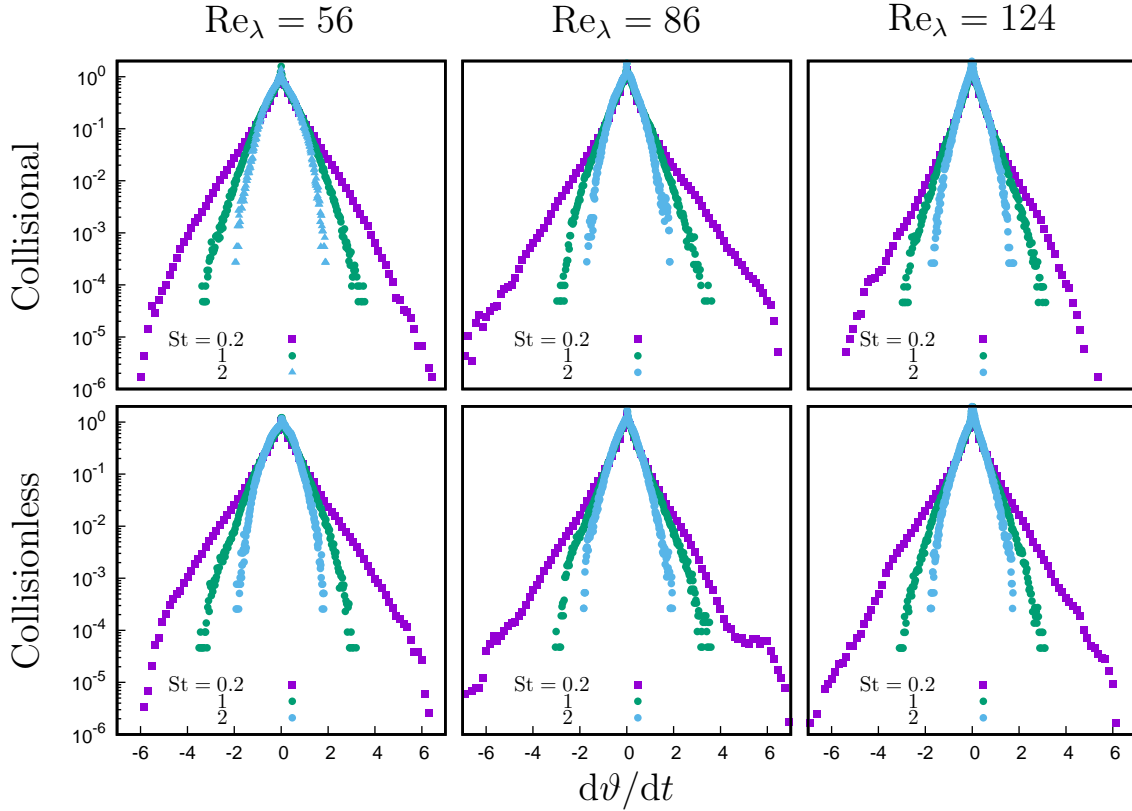 Re_λ = 56 Re_λ = 86 Re_λ = 124
Collisional
10^0
10^-1
10^-2
10^-3
10^-4
10^-5
10^-6
St = 0.2
1
2
St = 0.2
1
2
St = 0.2
1
2
Collisionless
10^0
10^-1
10^-2
10^-3
10^-4
10^-5
10^-6
St = 0.2
1
2
St = 0.2
1
2
St = 0.2
1
2
-6 -4 -2 0 2 4 6 -6 -4 -2 0 2 4 6 -6 -4 -2 0 2 4 6
dϑ/dt